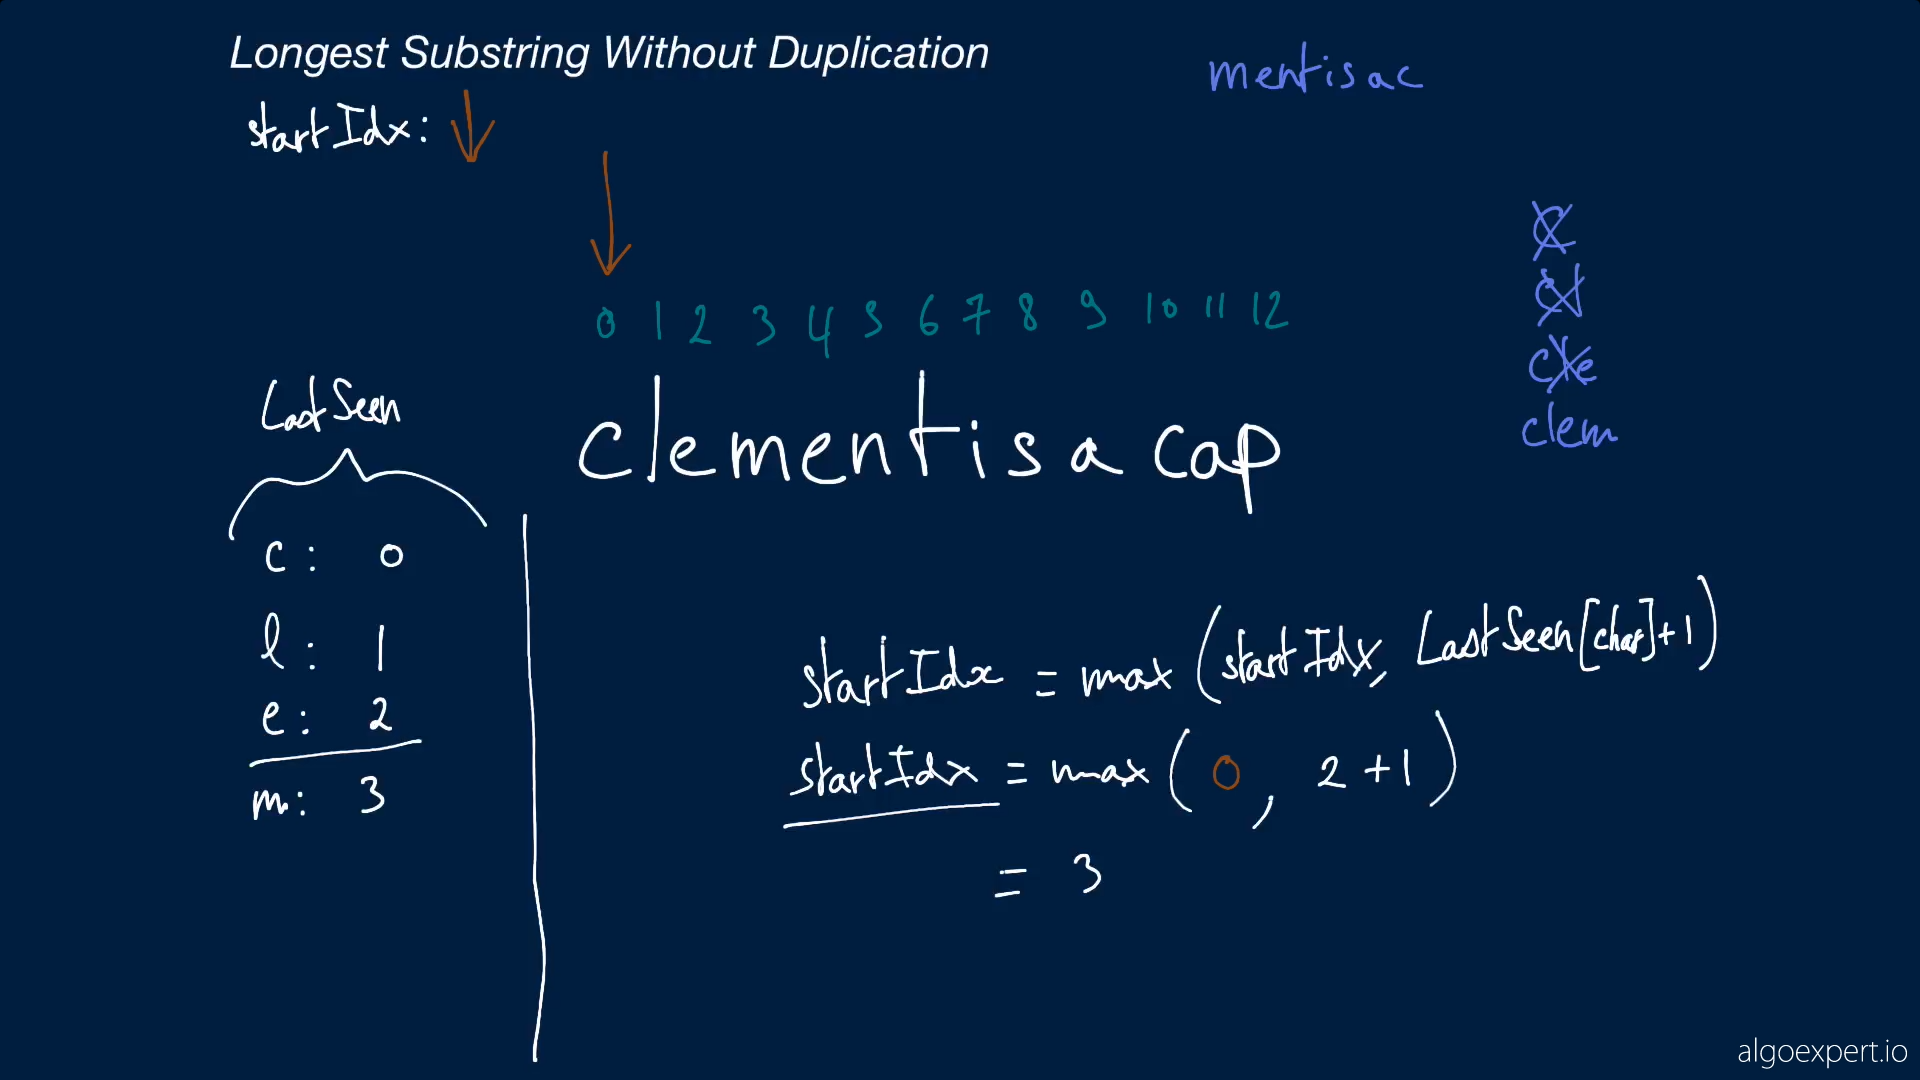 Longest Substring Without Duplication
mentisac
startIdx:
c
cl
cle
clem
0 1 2 3 4 5 6 7 8 9 10 11 12
clementisacap
LastSeen
c: 0
l: 1
e: 2
m: 3
startIdx = max(startIdx, LastSeen[char]+1)
startIdx = max(0, 2+1)
= 3
algoexpert.io